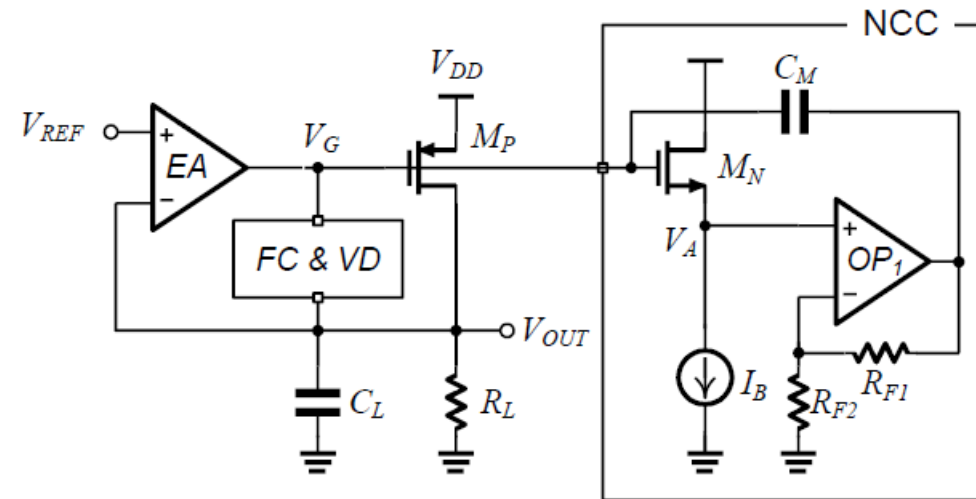 NCC
V_DD
C_M
V_REF
+
EA
−
V_G
M_P
M_N
V_A
+
OP_1
−
FC & VD
V_OUT
C_L
R_L
I_B
R_F2
R_F1